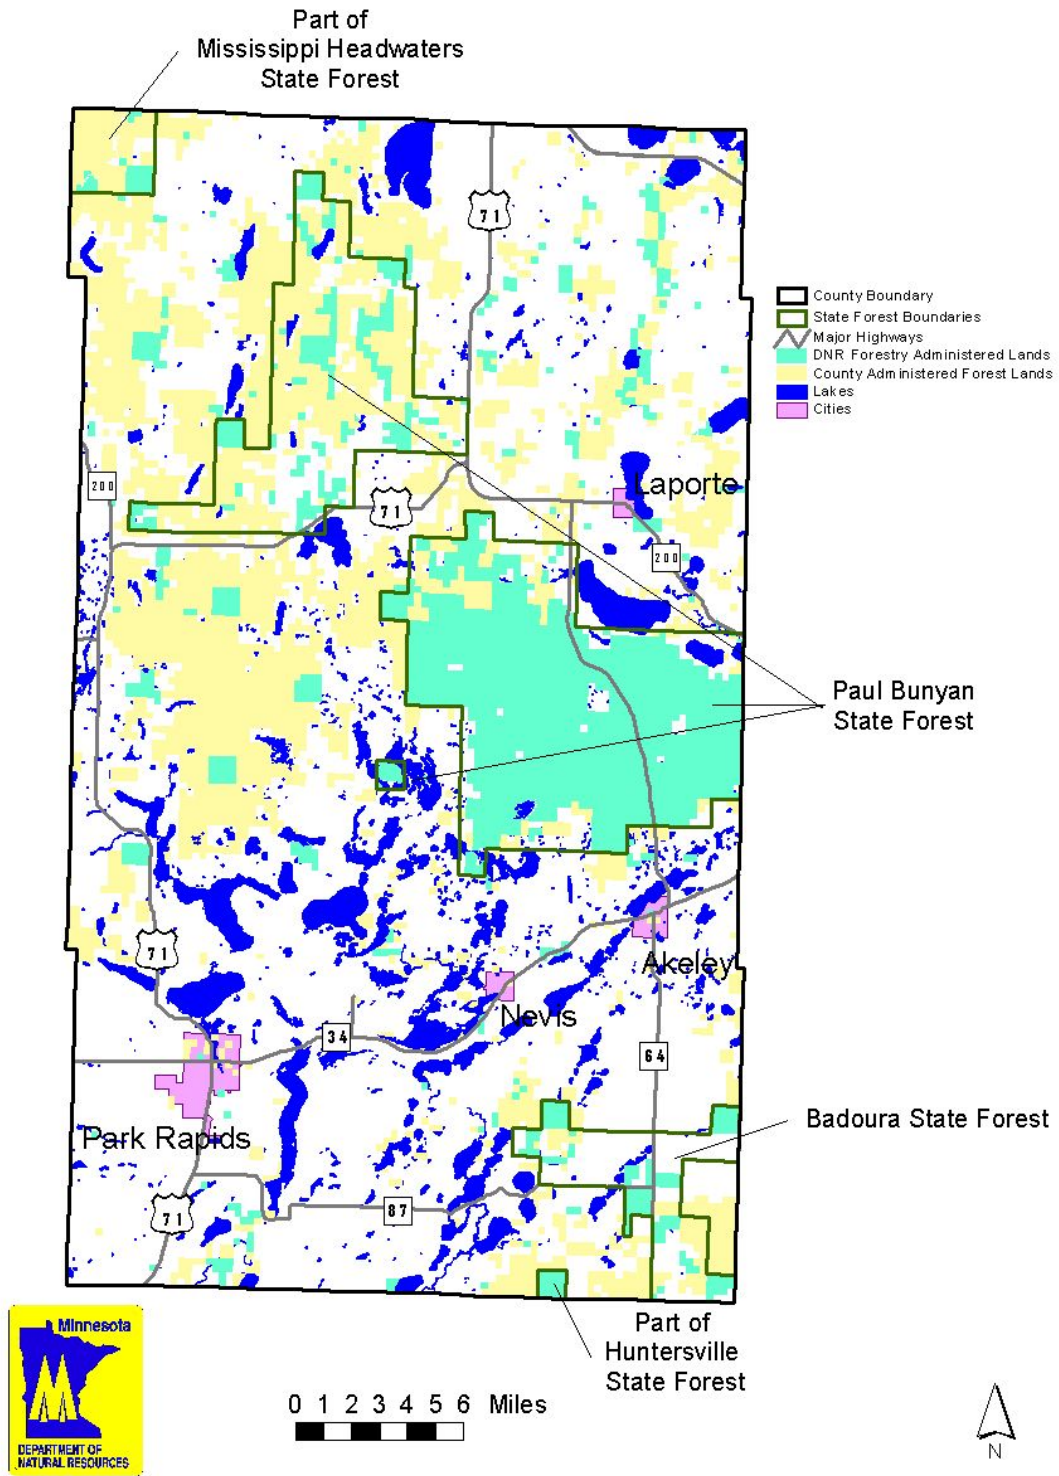 Part of
Mississippi Headwaters
State Forest
71
County Boundary
State Forest Boundaries
Major Highways
DNR Forestry Administered Lands
County Administered Forest Lands
Lakes
Cities
200
Laporte
71
200
Paul Bunyan
State Forest
71
Akeley
Nevis
34
64
Badoura State Forest
Park Rapids
87
71
Part of
Huntersville
State Forest
Minnesota
DEPARTMENT OF
NATURAL RESOURCES
0 1 2 3 4 5 6 Miles
N